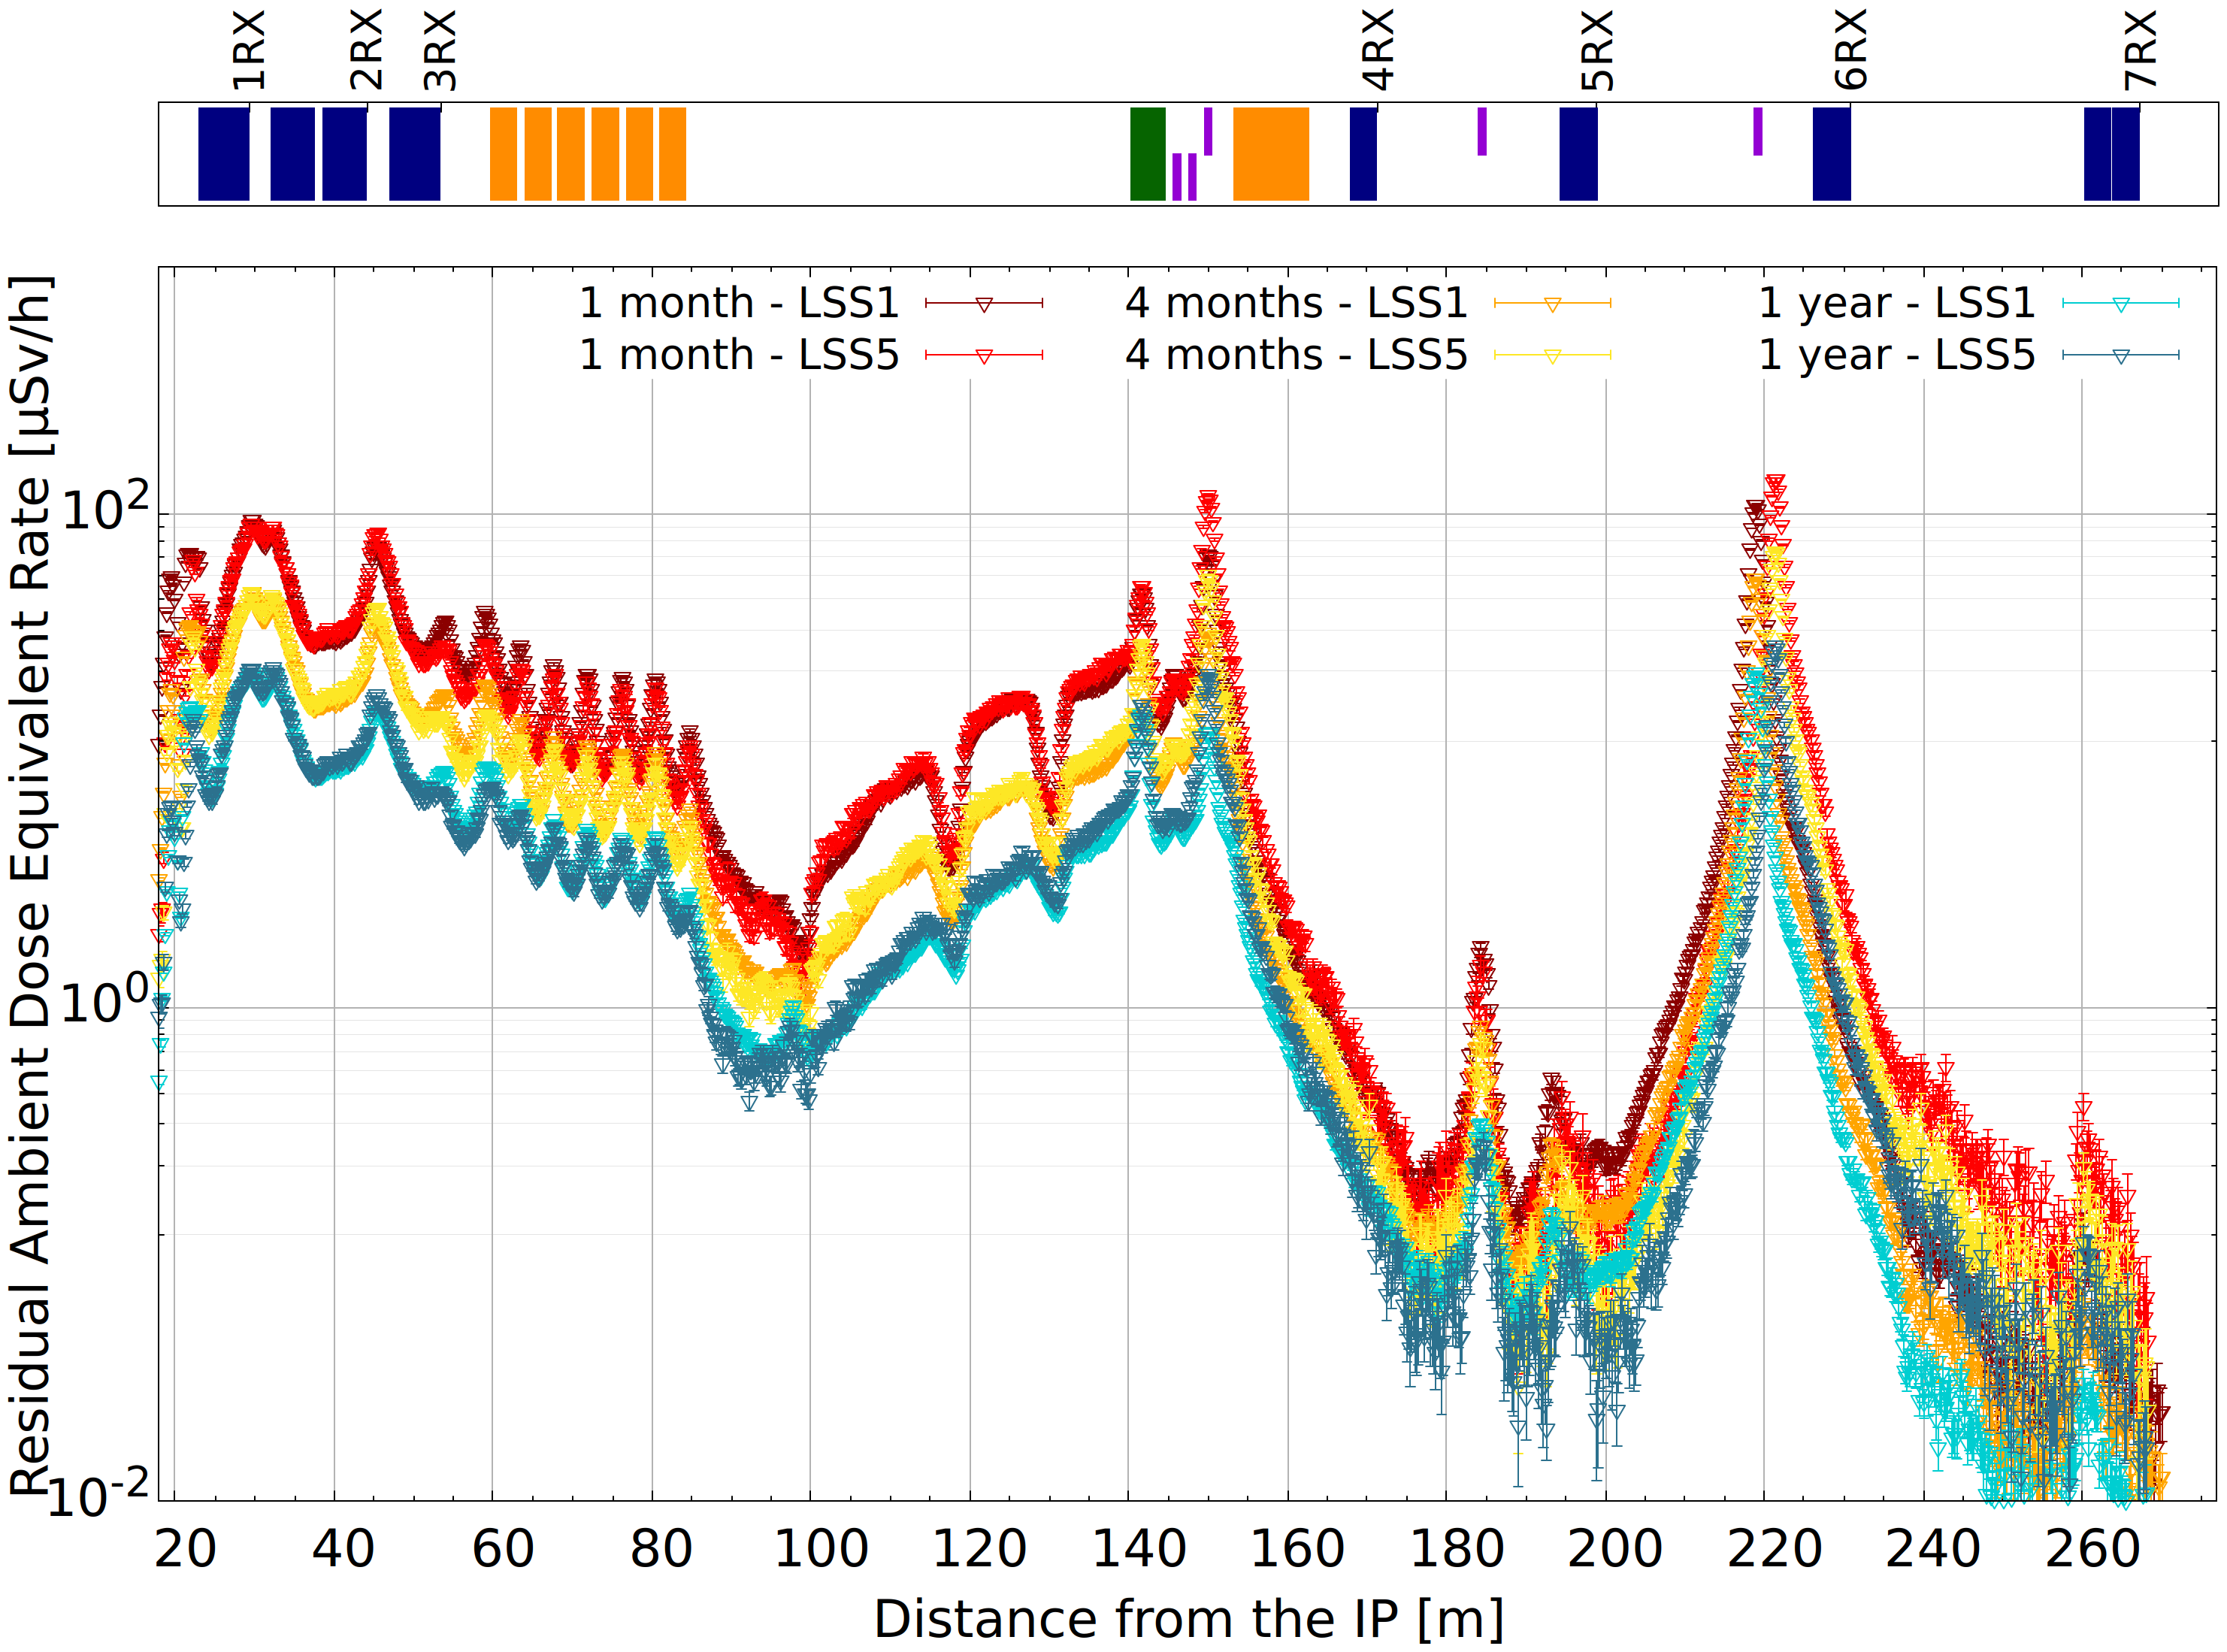 1RX 2RX 3RX 4RX 5RX 6RX 7RX
1 month - LSS1 4 months - LSS1 1 year - LSS1
1 month - LSS5 4 months - LSS5 1 year - LSS5
Residual Ambient Dose Equivalent Rate [µSv/h]
10²
10⁰
10⁻²
20 40 60 80 100 120 140 160 180 200 220 240 260
Distance from the IP [m]